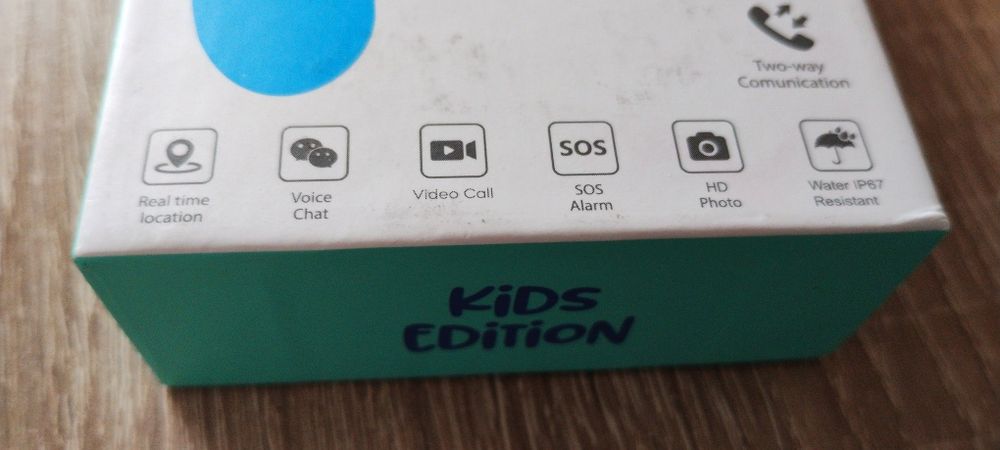 Two-way
Comunication
Real time
location
Voice
Chat
Video Call
SOS
SOS
Alarm
HD
Photo
Water IP67
Resistant
KiDS
EDiTiON